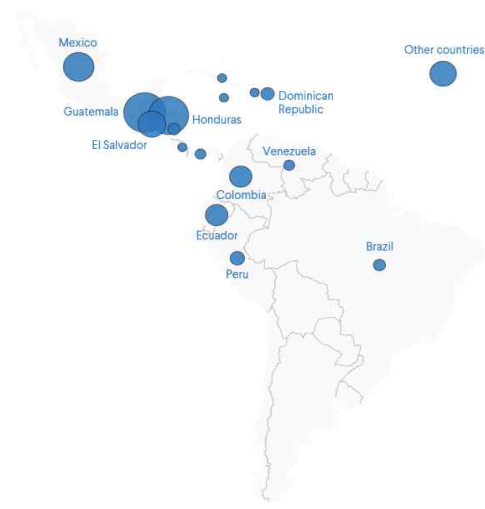 Mexico
Other countries
Guatemala
Honduras
Dominican
Republic
El Salvador
Venezuela
Colombia
Ecuador
Brazil
Peru